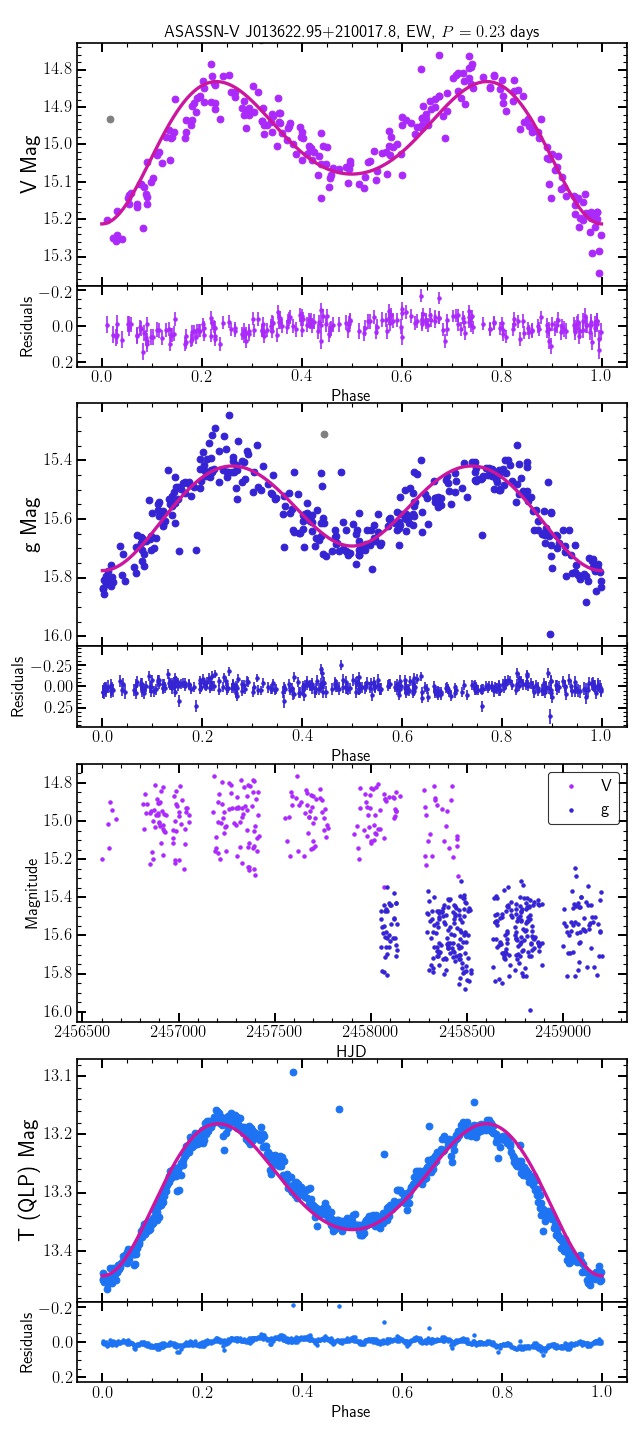 ASASSN-V J013622.95+210017.8, EW, P = 0.23 days
14.8
14.9
15.0
15.1
15.2
15.3
V Mag
−0.2
0.0
0.2
Residuals
0.0 0.2 0.4 0.6 0.8 1.0
Phase
15.4
15.6
15.8
16.0
g Mag
−0.25
0.00
0.25
Residuals
0.0 0.2 0.4 0.6 0.8 1.0
Phase
14.8
15.0
15.2
15.4
15.6
15.8
16.0
Magnitude
V
g
2456500 2457000 2457500 2458000 2458500 2459000
HJD
13.1
13.2
13.3
13.4
T (QLP) Mag
−0.2
0.0
0.2
Residuals
0.0 0.2 0.4 0.6 0.8 1.0
Phase